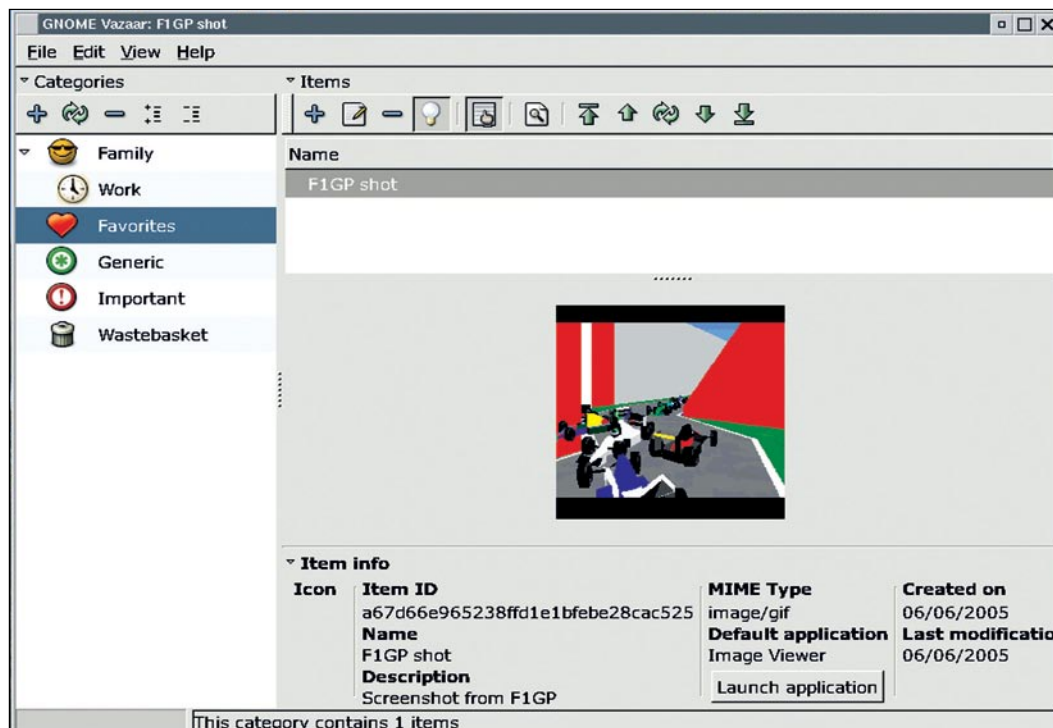 GNOME Vazaar: F1GP shot
File Edit View Help
Categories
Items
Family
Work
Favorites
Generic
Important
Wastebasket
Name
F1GP shot
Item info
Icon
Item ID
a67d66e965238ffd1e1bfebe28cac525
Name
F1GP shot
Description
Screenshot from F1GP
MIME Type
image/gif
Default application
Image Viewer
Launch application
Created on
06/06/2005
Last modificatio
06/06/2005
This category contains 1 items